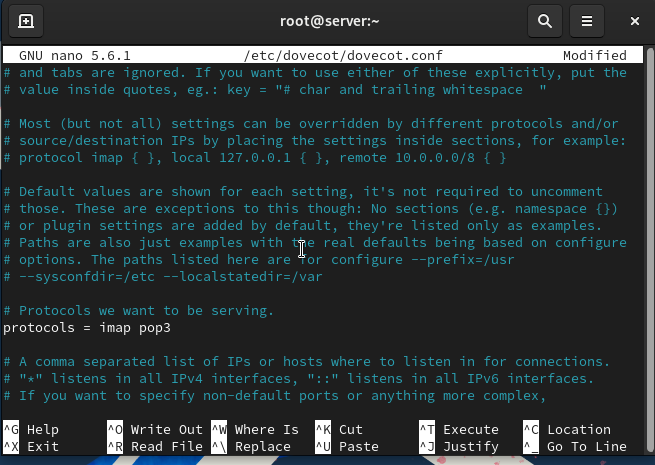 root@server:~
GNU nano 5.6.1 /etc/dovecot/dovecot.conf Modified
# and tabs are ignored. If you want to use either of these explicitly, put the
# value inside quotes, eg.: key = "# char and trailing whitespace  "
# Most (but not all) settings can be overridden by different protocols and/or
# source/destination IPs by placing the settings inside sections, for example:
# protocol imap { }, local 127.0.0.1 { }, remote 10.0.0.0/8 { }
# Default values are shown for each setting, it's not required to uncomment
# those. These are exceptions to this though: No sections (e.g. namespace {})
# or plugin settings are added by default, they're listed only as examples.
# Paths are also just examples with the real defaults being based on configure
# options. The paths listed here are for configure --prefix=/usr
# --sysconfdir=/etc --localstatedir=/var
# Protocols we want to be serving.
protocols = imap pop3
# A comma separated list of IPs or hosts where to listen in for connections.
# "*" listens in all IPv4 interfaces, "::" listens in all IPv6 interfaces.
# If you want to specify non-default ports or anything more complex,
^G Help ^O Write Out ^W Where Is ^K Cut ^T Execute ^C Location
^X Exit ^R Read File ^\ Replace ^U Paste ^J Justify ^_ Go To Line